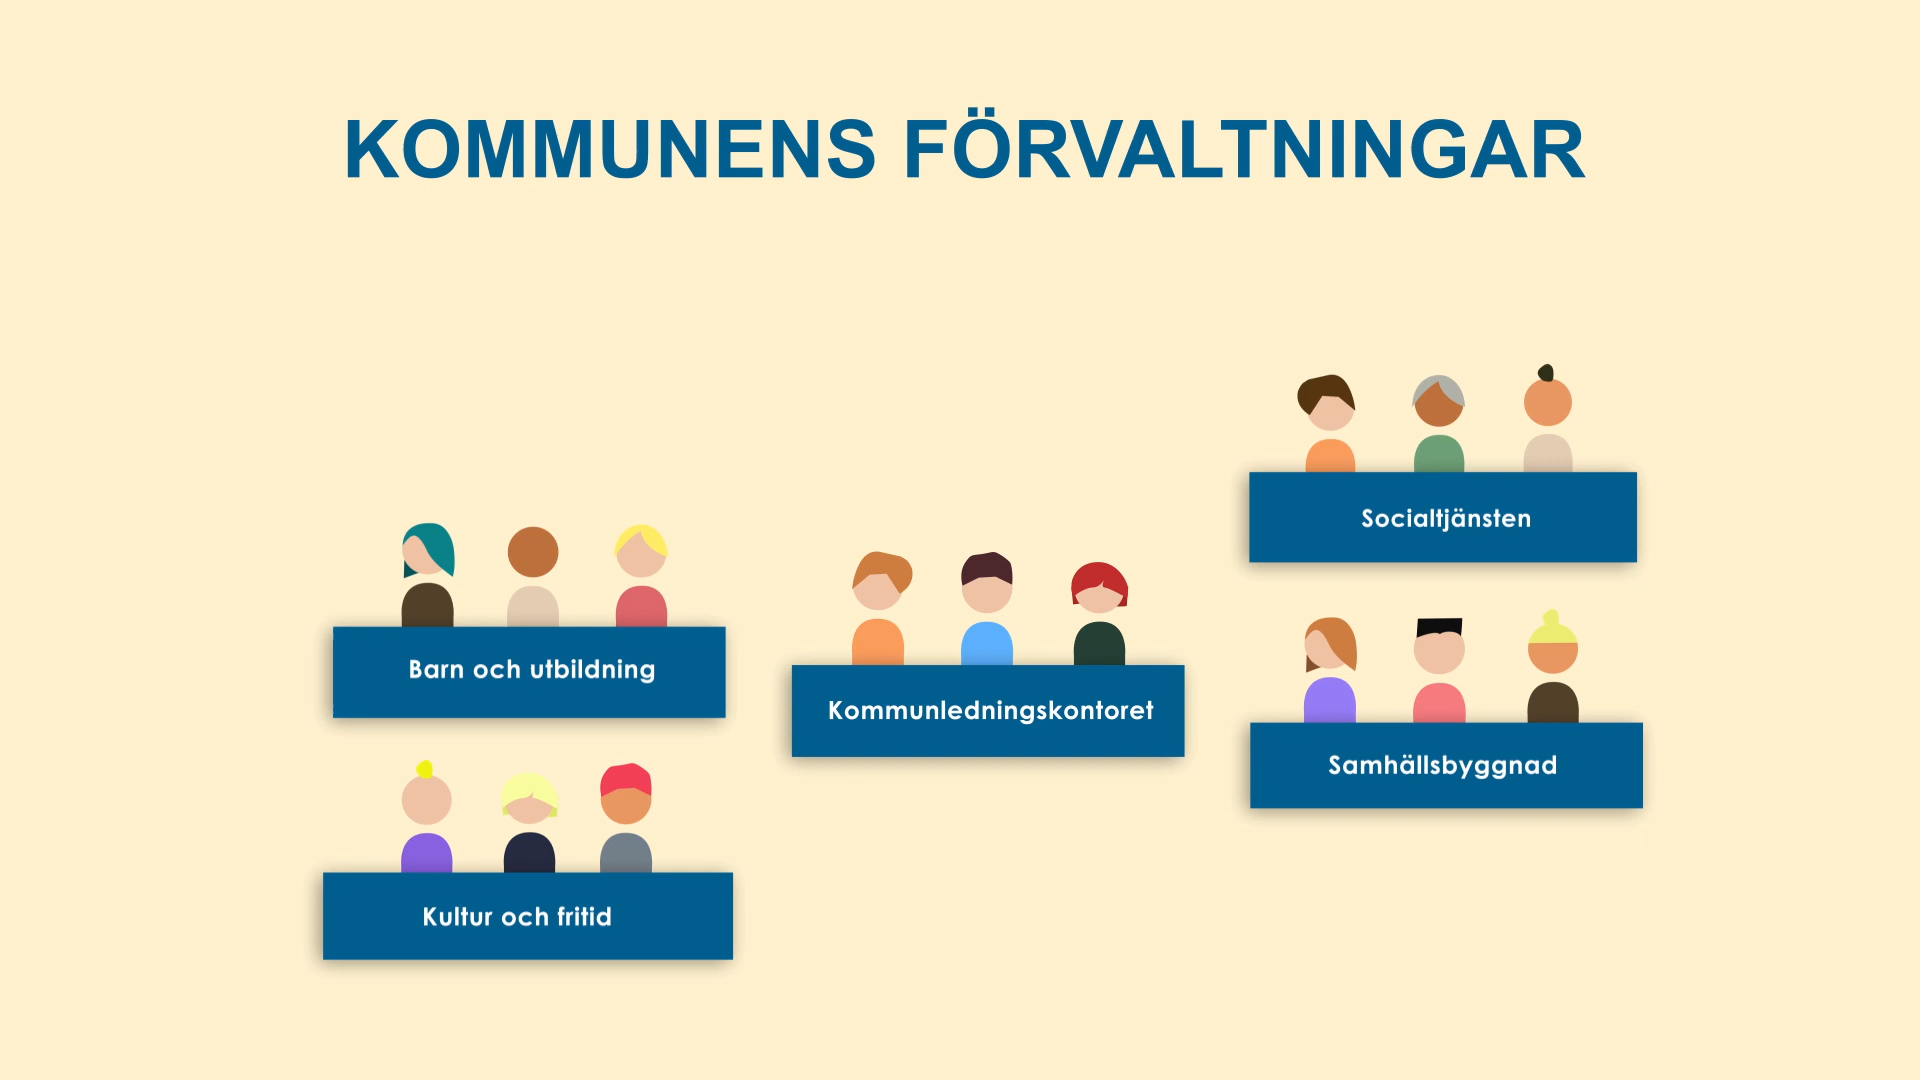 KOMMUNENS FÖRVALTNINGAR
Socialtjänsten
Barn och utbildning
Kommunledningskontoret
Samhällsbyggnad
Kultur och fritid